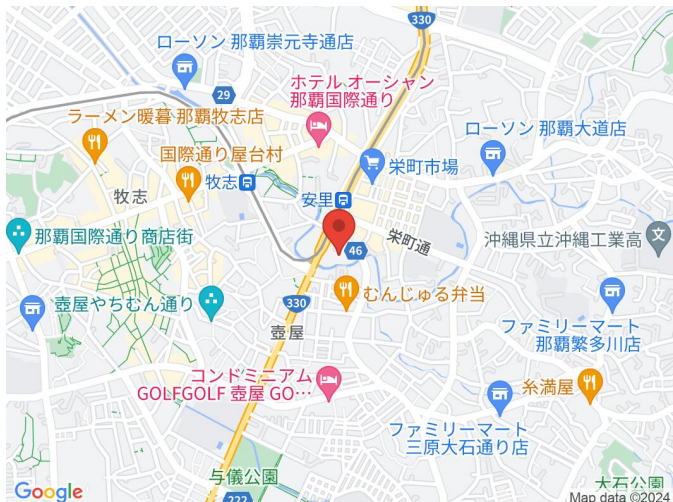 330
ローソン 那覇崇元寺通店
29
ホテル オーシャン
那覇国際通り
ラーメン暖暮 那覇牧志店
ローソン 那覇大道店
国際通り屋台村
栄町市場
牧志
牧志
安里
那覇国際通り商店街
46
栄町通
沖縄県立沖縄工業高
330
むんじゅる弁当
壺屋やちむん通り
壺屋
ファミリーマート
那覇繁多川店
コンドミニアム
GOLFGOLF 壺屋 GO…
糸満屋
ファミリーマート
三原大石通り店
与儀公園
大石公園
Google
222
Map data ©2024